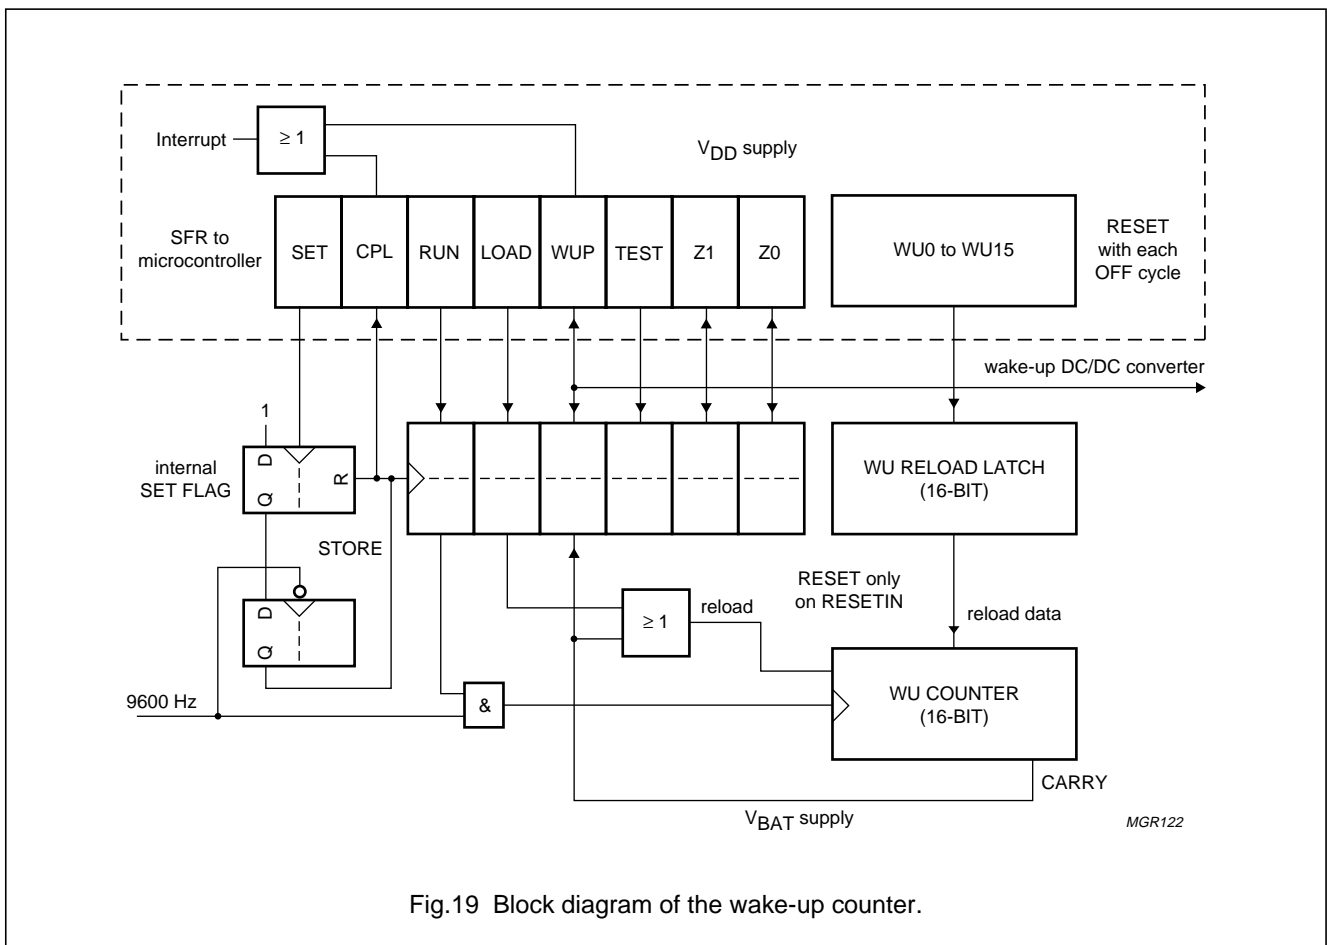 Interrupt
≥ 1
VDD supply
SFR to
microcontroller
SET
CPL
RUN
LOAD
WUP
TEST
Z1
Z0
WU0 to WU15
RESET
with each
OFF cycle
wake-up DC/DC converter
1
internal
SET FLAG
D
Q
R
WU RELOAD LATCH
(16-BIT)
STORE
D
Q
RESET only
on RESETIN
≥ 1
reload
reload data
9600 Hz
&
WU COUNTER
(16-BIT)
CARRY
VBAT supply
MGR122
Fig.19 Block diagram of the wake-up counter.